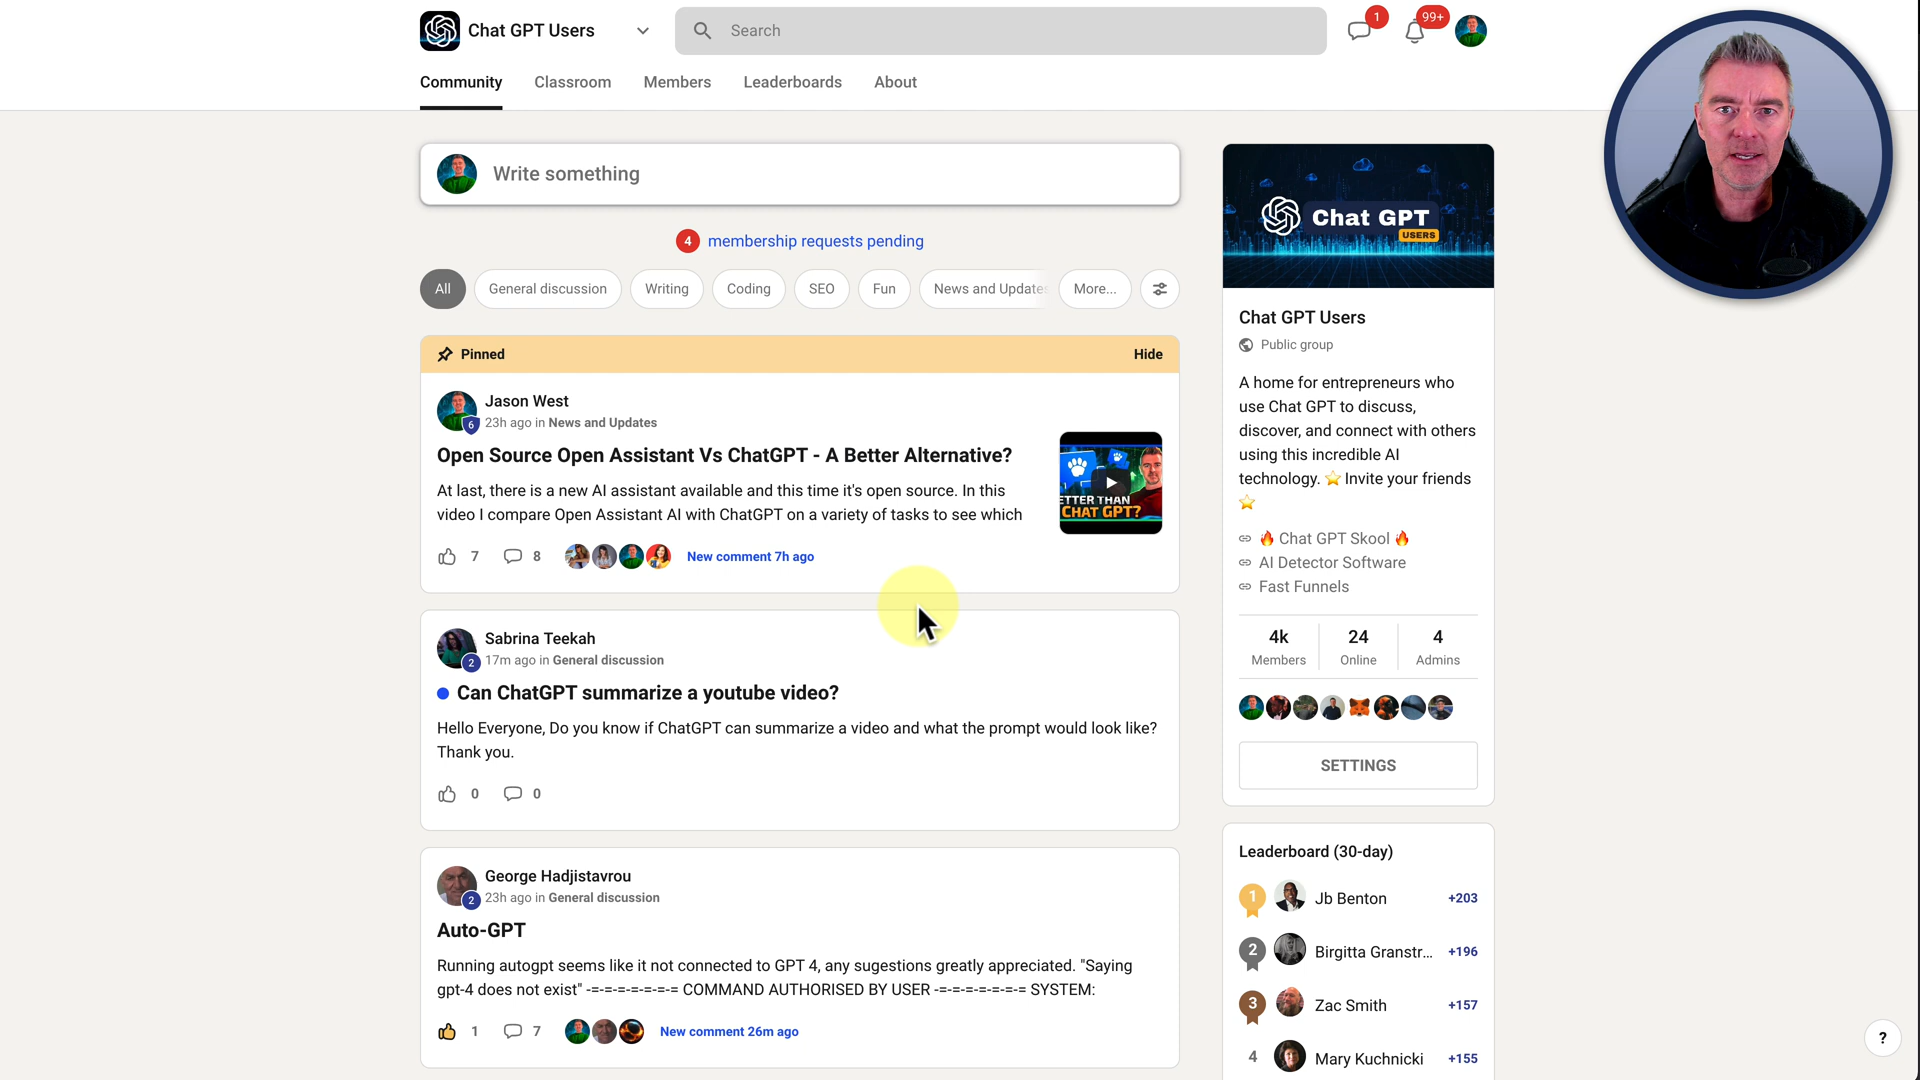 Chat GPT Users
Search
1
99+
Community
Classroom
Members
Leaderboards
About
Write something
4 membership requests pending
All
General discussion
Writing
Coding
SEO
Fun
News and Updates
More...
Pinned
Hide
Jason West
6
23h ago in News and Updates
Open Source Open Assistant Vs ChatGPT - A Better Alternative?
At last, there is a new AI assistant available and this time it's open source. In this
video I compare Open Assistant AI with ChatGPT on a variety of tasks to see which
ETTER THAN
CHAT GPT?
7
8
New comment 7h ago
Sabrina Teekah
2
17m ago in General discussion
Can ChatGPT summarize a youtube video?
Hello Everyone, Do you know if ChatGPT can summarize a video and what the prompt would look like?
Thank you.
0
0
George Hadjistavrou
2
23h ago in General discussion
Auto-GPT
Running autogpt seems like it not connected to GPT 4, any sugestions greatly appreciated. "Saying
gpt-4 does not exist" -=-=-=-=-=-=-= COMMAND AUTHORISED BY USER -=-=-=-=-=-=-= SYSTEM:
1
7
New comment 26m ago
Chat GPT
USERS
Chat GPT Users
Public group
A home for entrepreneurs who
use Chat GPT to discuss,
discover, and connect with others
using this incredible AI
technology. ⭐ Invite your friends
⭐
🔥 Chat GPT Skool 🔥
AI Detector Software
Fast Funnels
4k
Members
24
Online
4
Admins
SETTINGS
Leaderboard (30-day)
1 Jb Benton +203
2 Birgitta Granstr... +196
3 Zac Smith +157
4 Mary Kuchnicki +155
?